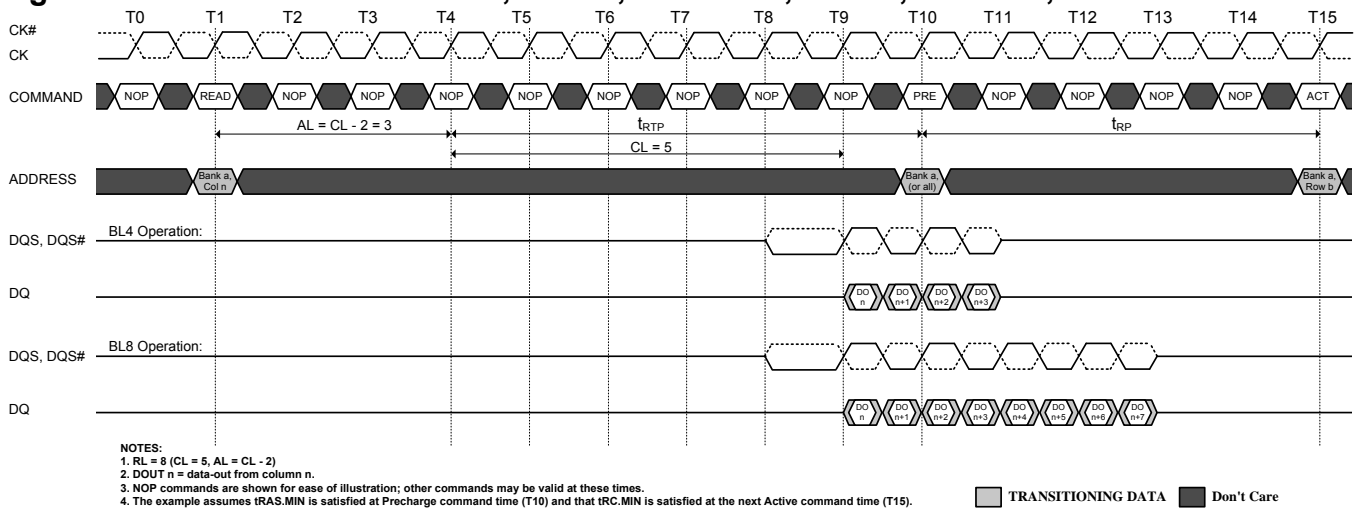 T0 T1 T2 T3 T4 T5 T6 T7 T8 T9 T10 T11 T12 T13 T14 T15
CK#
CK
COMMAND NOP READ NOP NOP NOP NOP NOP NOP NOP NOP PRE NOP NOP NOP NOP ACT
AL = CL - 2 = 3 tRTP tRP
CL = 5
ADDRESS Bank a, Col n Bank a, (or all) Bank a, Row b
BL4 Operation:
DQS, DQS#
DQ DO n DO n+1 DO n+2 DO n+3
BL8 Operation:
DQS, DQS#
DQ DO n DO n+1 DO n+2 DO n+3 DO n+4 DO n+5 DO n+6 DO n+7
NOTES:
1. RL = 8 (CL = 5, AL = CL - 2)
2. DOUT n = data-out from column n.
3. NOP commands are shown for ease of illustration; other commands may be valid at these times.
4. The example assumes tRAS.MIN is satisfied at Precharge command time (T10) and that tRC.MIN is satisfied at the next Active command time (T15).
TRANSITIONING DATA Don't Care